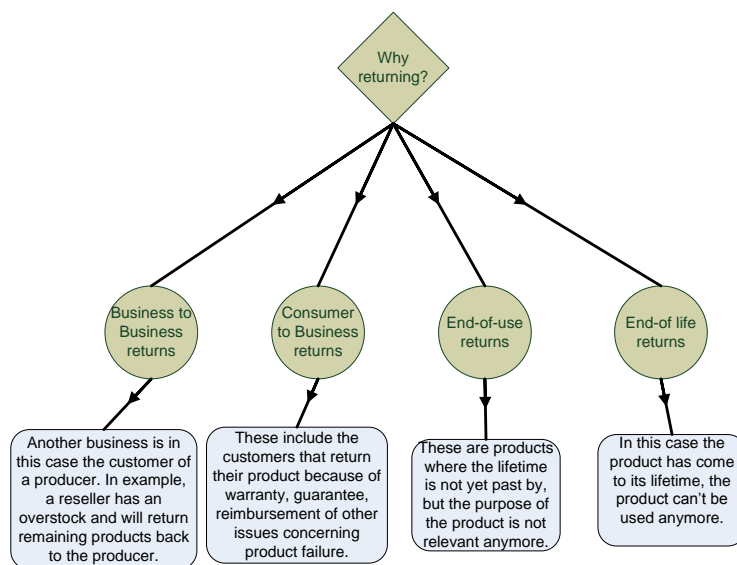 Why
returning?
Business to
Business
returns
Consumer
to Business
returns
End-of-use
returns
End-of life
returns
Another business is in
this case the customer of
a producer. In example,
a reseller has an
overstock and will return
remaining products back
to the producer.
These include the
customers that return
their product because of
warranty, guarantee,
reimbursement of other
issues concerning
product failure.
These are products
where the lifetime
is not yet past by,
but the purpose of
the product is not
relevant anymore.
In this case the
product has come
to its lifetime, the
product can't be
used anymore.